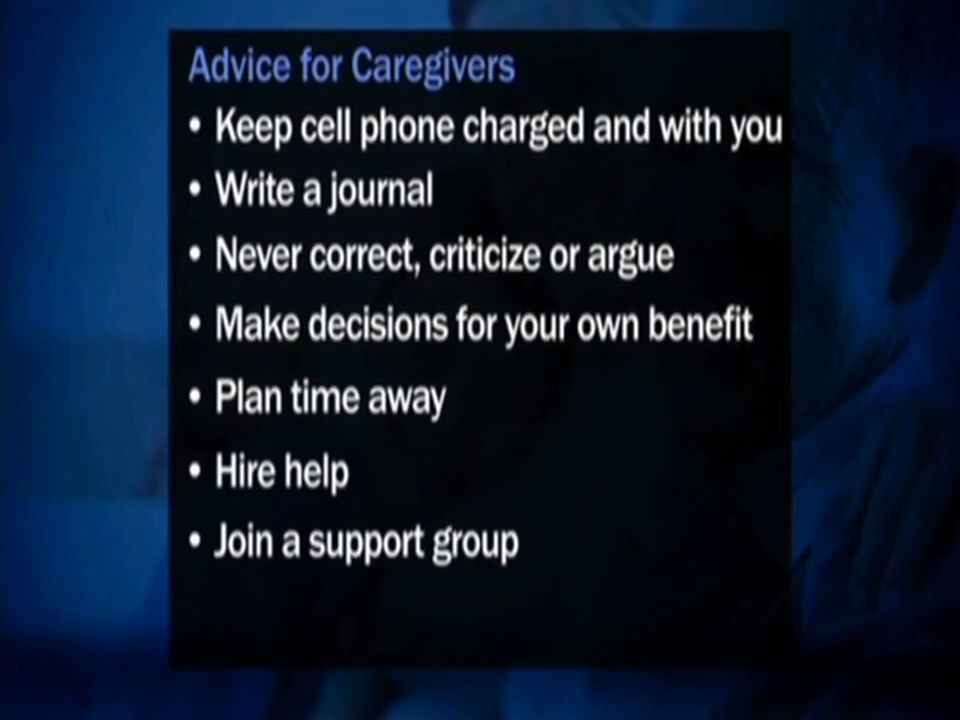 Advice for Caregivers
• Keep cell phone charged and with you
• Write a journal
• Never correct, criticize or argue
• Make decisions for your own benefit
• Plan time away
• Hire help
• Join a support group